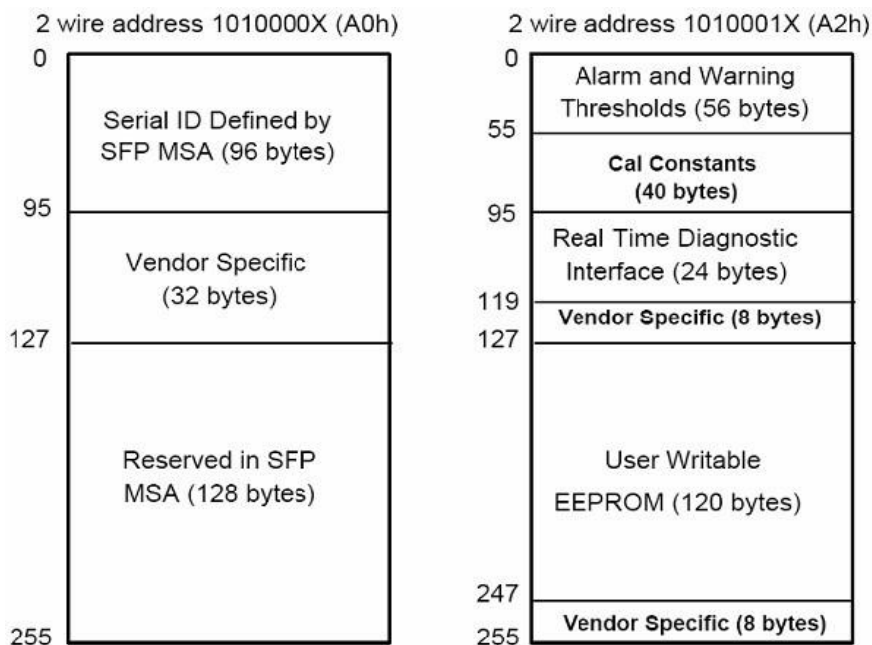 2 wire address 1010000X (A0h)
0
Serial ID Defined by
SFP MSA (96 bytes)
95
Vendor Specific
(32 bytes)
127
Reserved in SFP
MSA (128 bytes)
255
2 wire address 1010001X (A2h)
0
Alarm and Warning
Thresholds (56 bytes)
55
Cal Constants
(40 bytes)
95
Real Time Diagnostic
Interface (24 bytes)
119
Vendor Specific (8 bytes)
127
User Writable
EEPROM (120 bytes)
247
Vendor Specific (8 bytes)
255